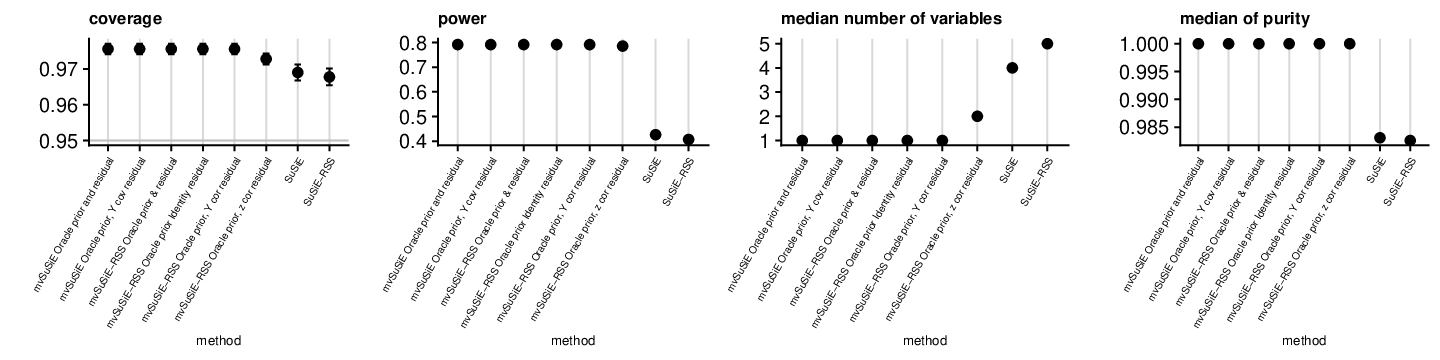 coverage
0.97
0.96
0.95
mvSuSiE Oracle prior and residual
mvSuSiE Oracle prior, Y cov residual
mvSuSiE−RSS Oracle prior & residual
mvSuSiE−RSS Oracle prior Identity residual
mvSuSiE−RSS Oracle prior, Y cor residual
mvSuSiE−RSS Oracle prior, z cor residual
SuSiE
SuSiE−RSS
method
power
0.8
0.7
0.6
0.5
0.4
mvSuSiE Oracle prior and residual
mvSuSiE Oracle prior, Y cov residual
mvSuSiE−RSS Oracle prior & residual
mvSuSiE−RSS Oracle prior Identity residual
mvSuSiE−RSS Oracle prior, Y cor residual
mvSuSiE−RSS Oracle prior, z cor residual
SuSiE
SuSiE−RSS
method
median number of variables
5
4
3
2
1
mvSuSiE Oracle prior and residual
mvSuSiE Oracle prior, Y cov residual
mvSuSiE−RSS Oracle prior & residual
mvSuSiE−RSS Oracle prior Identity residual
mvSuSiE−RSS Oracle prior, Y cor residual
mvSuSiE−RSS Oracle prior, z cor residual
SuSiE
SuSiE−RSS
method
median of purity
1.000
0.995
0.990
0.985
mvSuSiE Oracle prior and residual
mvSuSiE Oracle prior, Y cov residual
mvSuSiE−RSS Oracle prior & residual
mvSuSiE−RSS Oracle prior Identity residual
mvSuSiE−RSS Oracle prior, Y cor residual
mvSuSiE−RSS Oracle prior, z cor residual
SuSiE
SuSiE−RSS
method